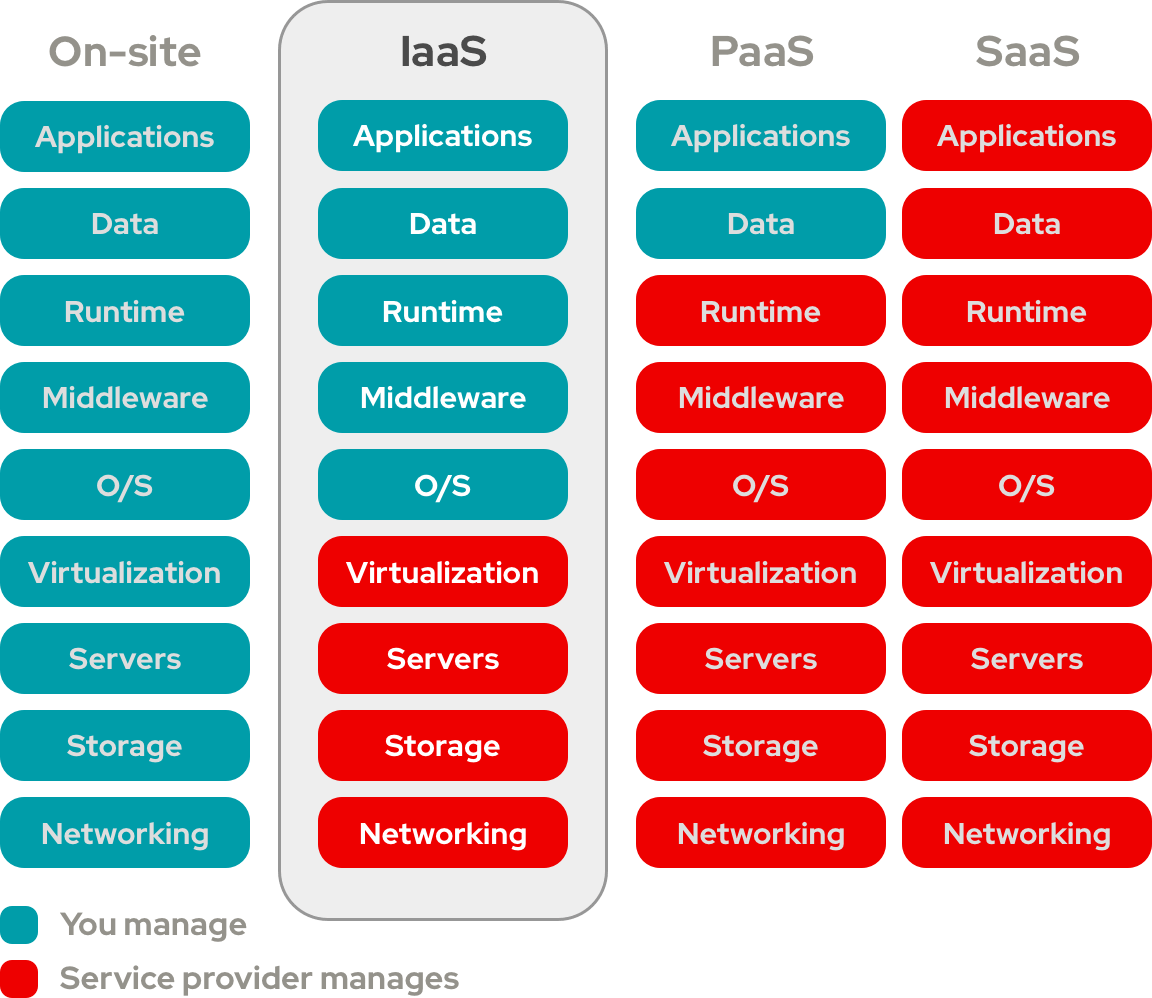 On-site IaaS PaaS SaaS
Applications Applications Applications Applications
Data Data Data Data
Runtime Runtime Runtime Runtime
Middleware Middleware Middleware Middleware
O/S O/S O/S O/S
Virtualization Virtualization Virtualization Virtualization
Servers Servers Servers Servers
Storage Storage Storage Storage
Networking Networking Networking Networking
You manage
Service provider manages